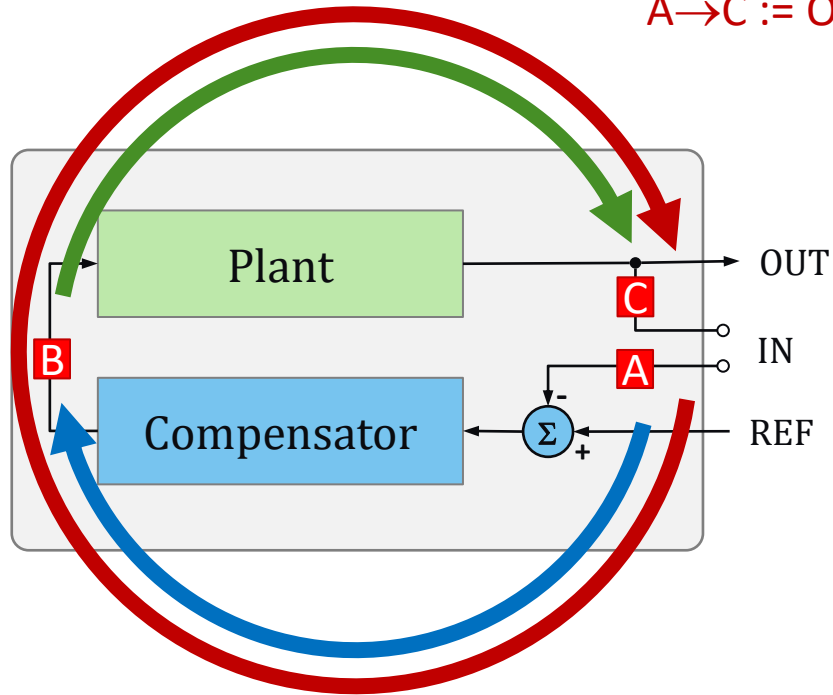 A→C := O
Plant
OUT
C
IN
B
A
-
Compensator
Σ
+
REF